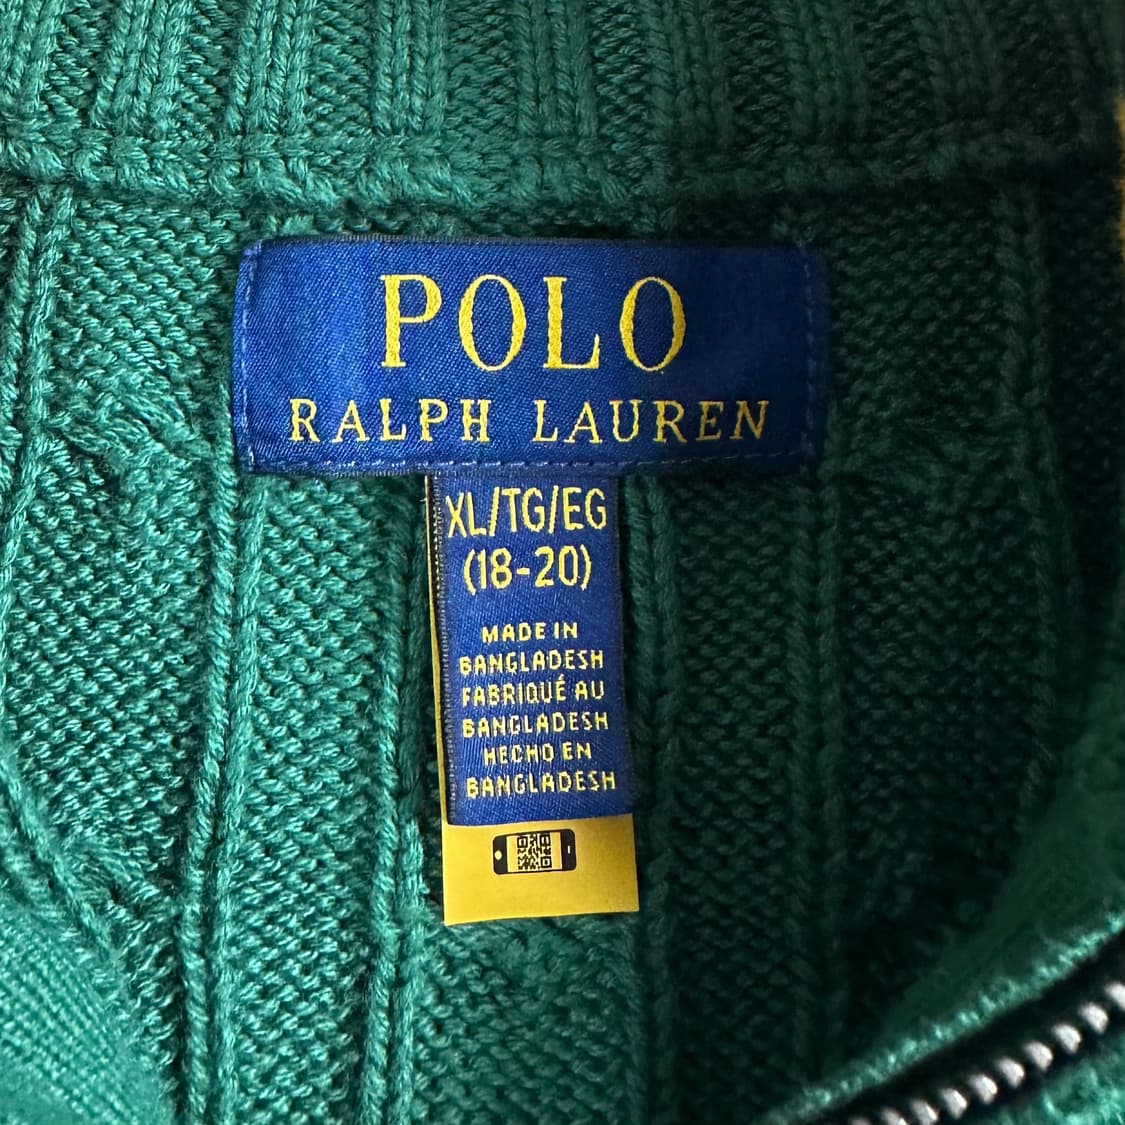 POLO
RALPH LAUREN
XL/TG/EG
(18-20)
MADE IN
BANGLADESH
FABRIQUÉ AU
BANGLADESH
HECHO EN
BANGLADESH